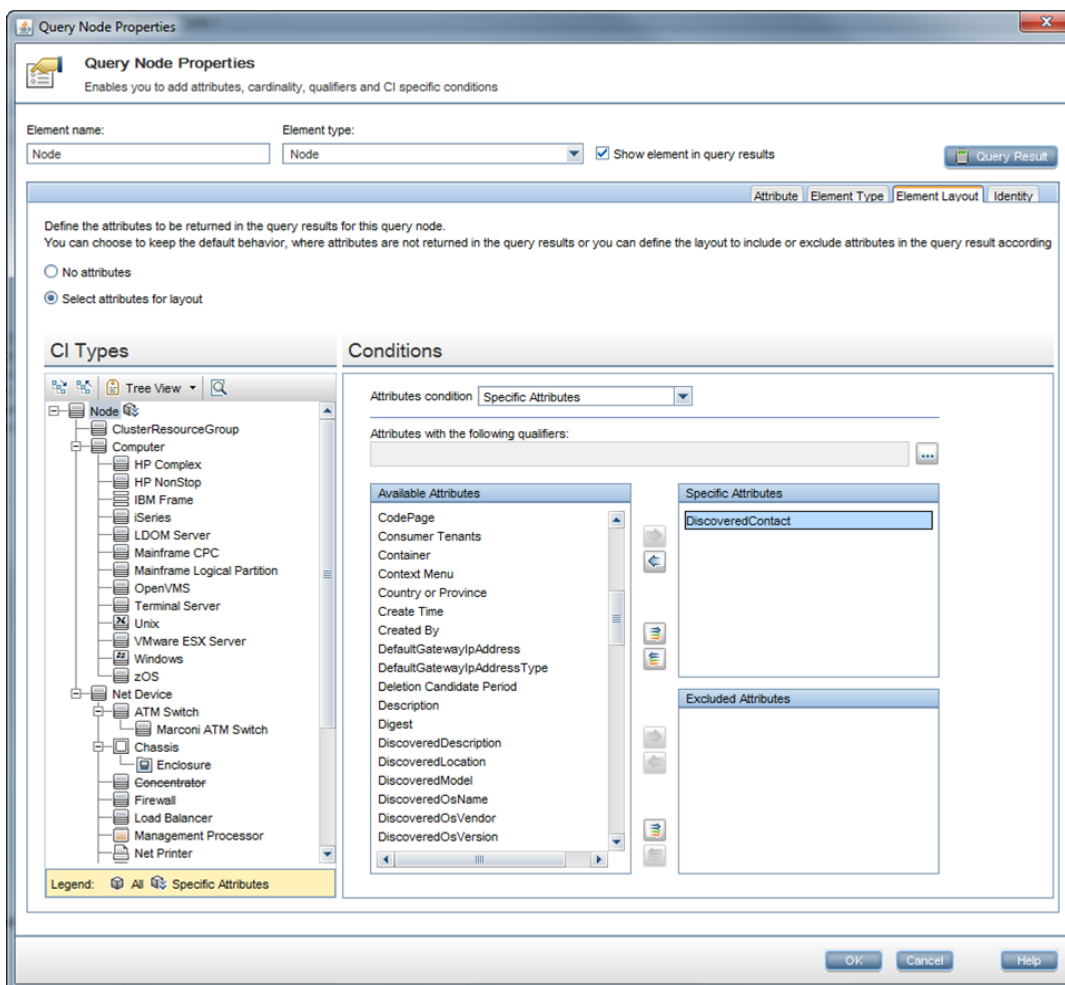 Query Node Properties
Query Node Properties
Enables you to add attributes, cardinality, qualifiers and CI specific conditions
Element name:
Element type:
Node
Node
Show element in query results
Query Result
Attribute
Element Type
Element Layout
Identity
Define the attributes to be returned in the query results for this query node.
You can choose to keep the default behavior, where attributes are not returned in the query results or you can define the layout to include or exclude attributes in the query result according
No attributes
Select attributes for layout
CI Types
Tree View
Node
ClusterResourceGroup
Computer
HP Complex
HP NonStop
IBM Frame
iSeries
LDOM Server
Mainframe CPC
Mainframe Logical Partition
OpenVMS
Terminal Server
Unix
VMware ESX Server
Windows
zOS
Net Device
ATM Switch
Marconi ATM Switch
Chassis
Enclosure
Concentrator
Firewall
Load Balancer
Management Processor
Net Printer
Legend: All Specific Attributes
Conditions
Attributes condition Specific Attributes
Attributes with the following qualifiers:
...
Available Attributes
CodePage
Consumer Tenants
Container
Context Menu
Country or Province
Create Time
Created By
DefaultGatewayIpAddress
DefaultGatewayIpAddressType
Deletion Candidate Period
Description
Digest
DiscoveredDescription
DiscoveredLocation
DiscoveredModel
DiscoveredOsName
DiscoveredOsVendor
DiscoveredOsVersion
Specific Attributes
DiscoveredContact
Excluded Attributes
OK
Cancel
Help